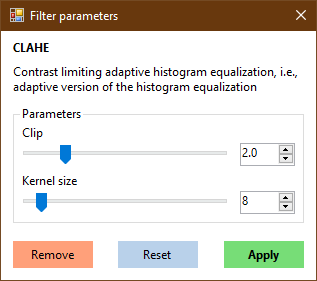 Filter parameters
CLAHE
Contrast limiting adaptive histogram equalization, i.e.,
adaptive version of the histogram equalization
Parameters
Clip
2.0
Kernel size
8
Remove Reset Apply